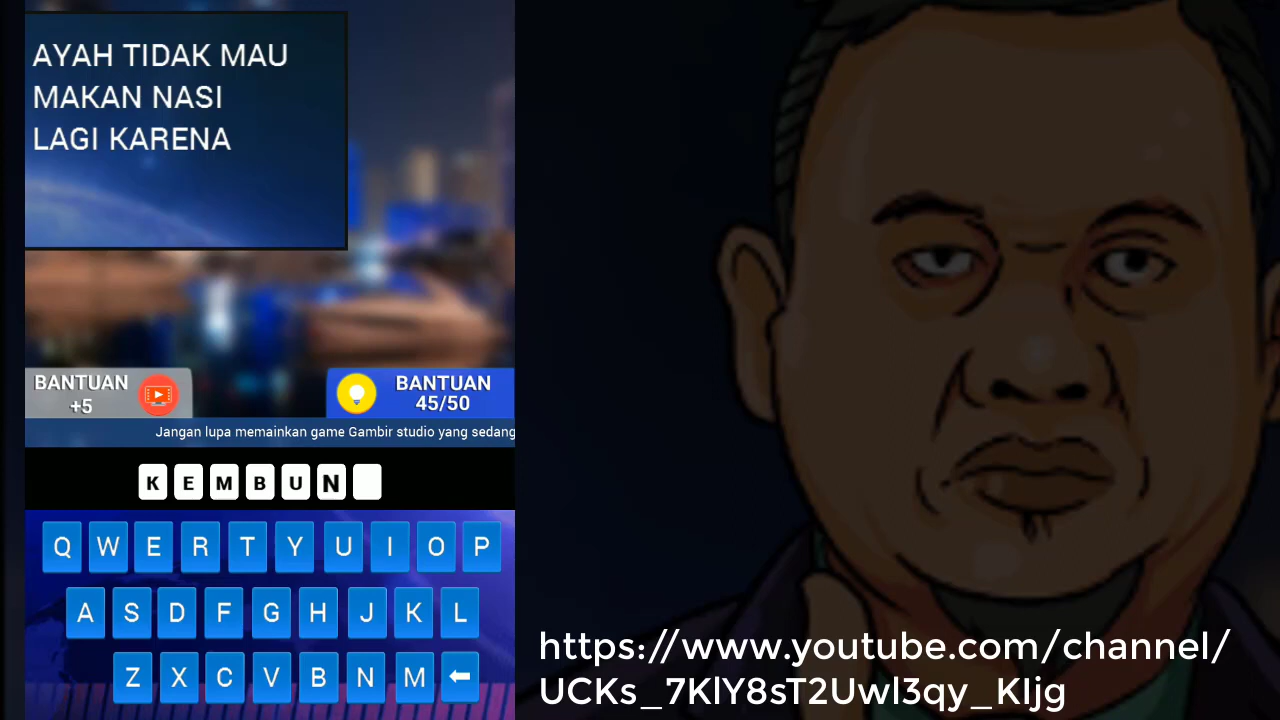 AYAH TIDAK MAU
MAKAN NASI
LAGI KARENA
BANTUAN
+5
BANTUAN
45/50
Jangan lupa memainkan game Gambir studio yang sedang
K E M B U N
Q W E R T Y U I O P
A S D F G H J K L
Z X C V B N M
https://www.youtube.com/channel/
UCKs_7KlY8sT2Uwl3qy_KIjg